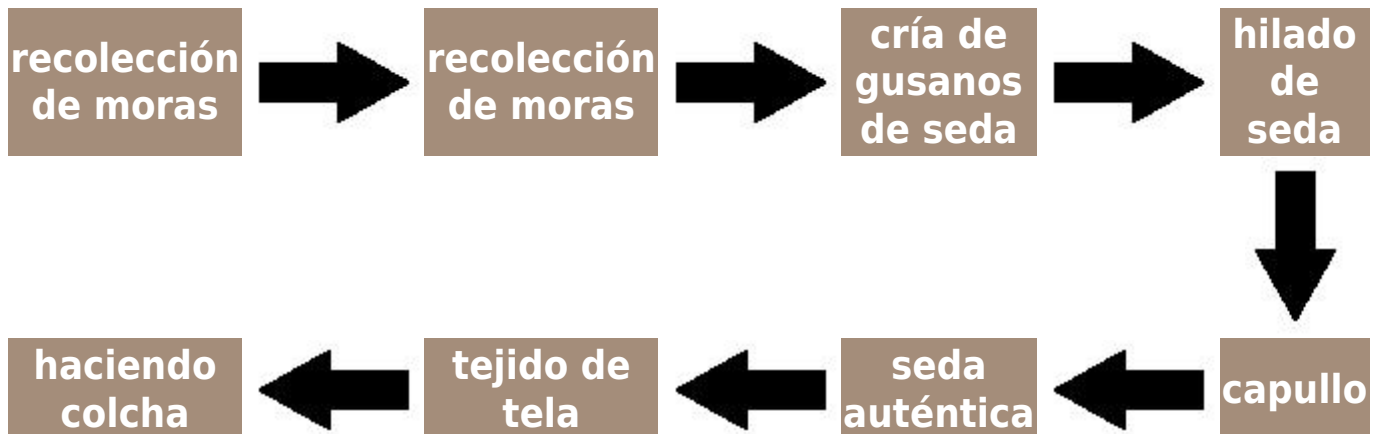 recolección
de moras
recolección
de moras
cría de
gusanos
de seda
hilado
de
seda
capullo
seda
auténtica
tejido de
tela
haciendo
colcha